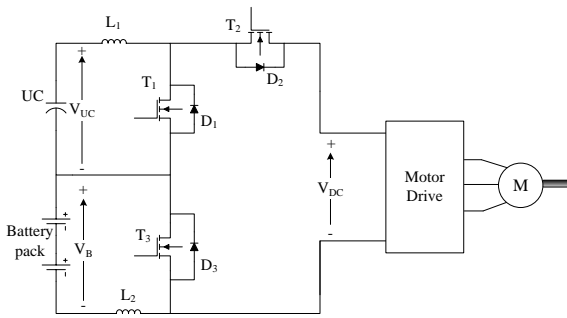 L1
T2
D2
+
UC
VUC
T1
D1
-
+
Battery
pack
VB
T3
D3
-
L2
+
VDC
-
Motor
Drive
M